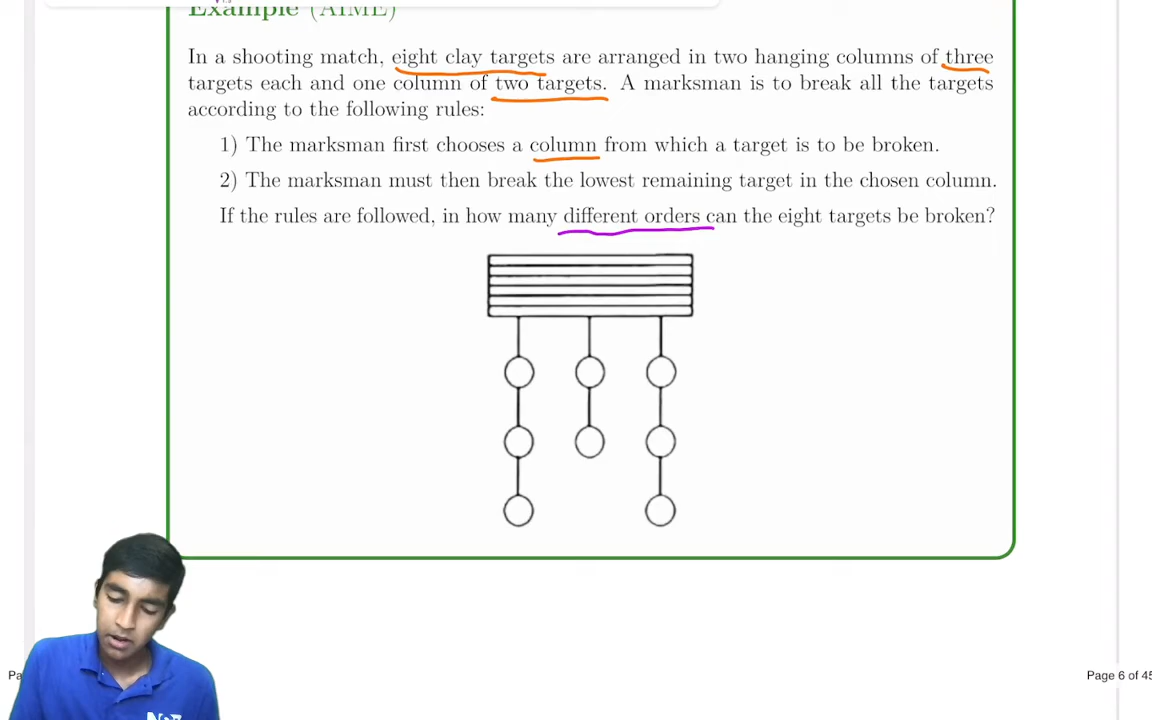 Example (AIME)
In a shooting match, eight clay targets are arranged in two hanging columns of three
targets each and one column of two targets. A marksman is to break all the targets
according to the following rules:
1) The marksman first chooses a column from which a target is to be broken.
2) The marksman must then break the lowest remaining target in the chosen column.
If the rules are followed, in how many different orders can the eight targets be broken?
Pa
Page 6 of 45